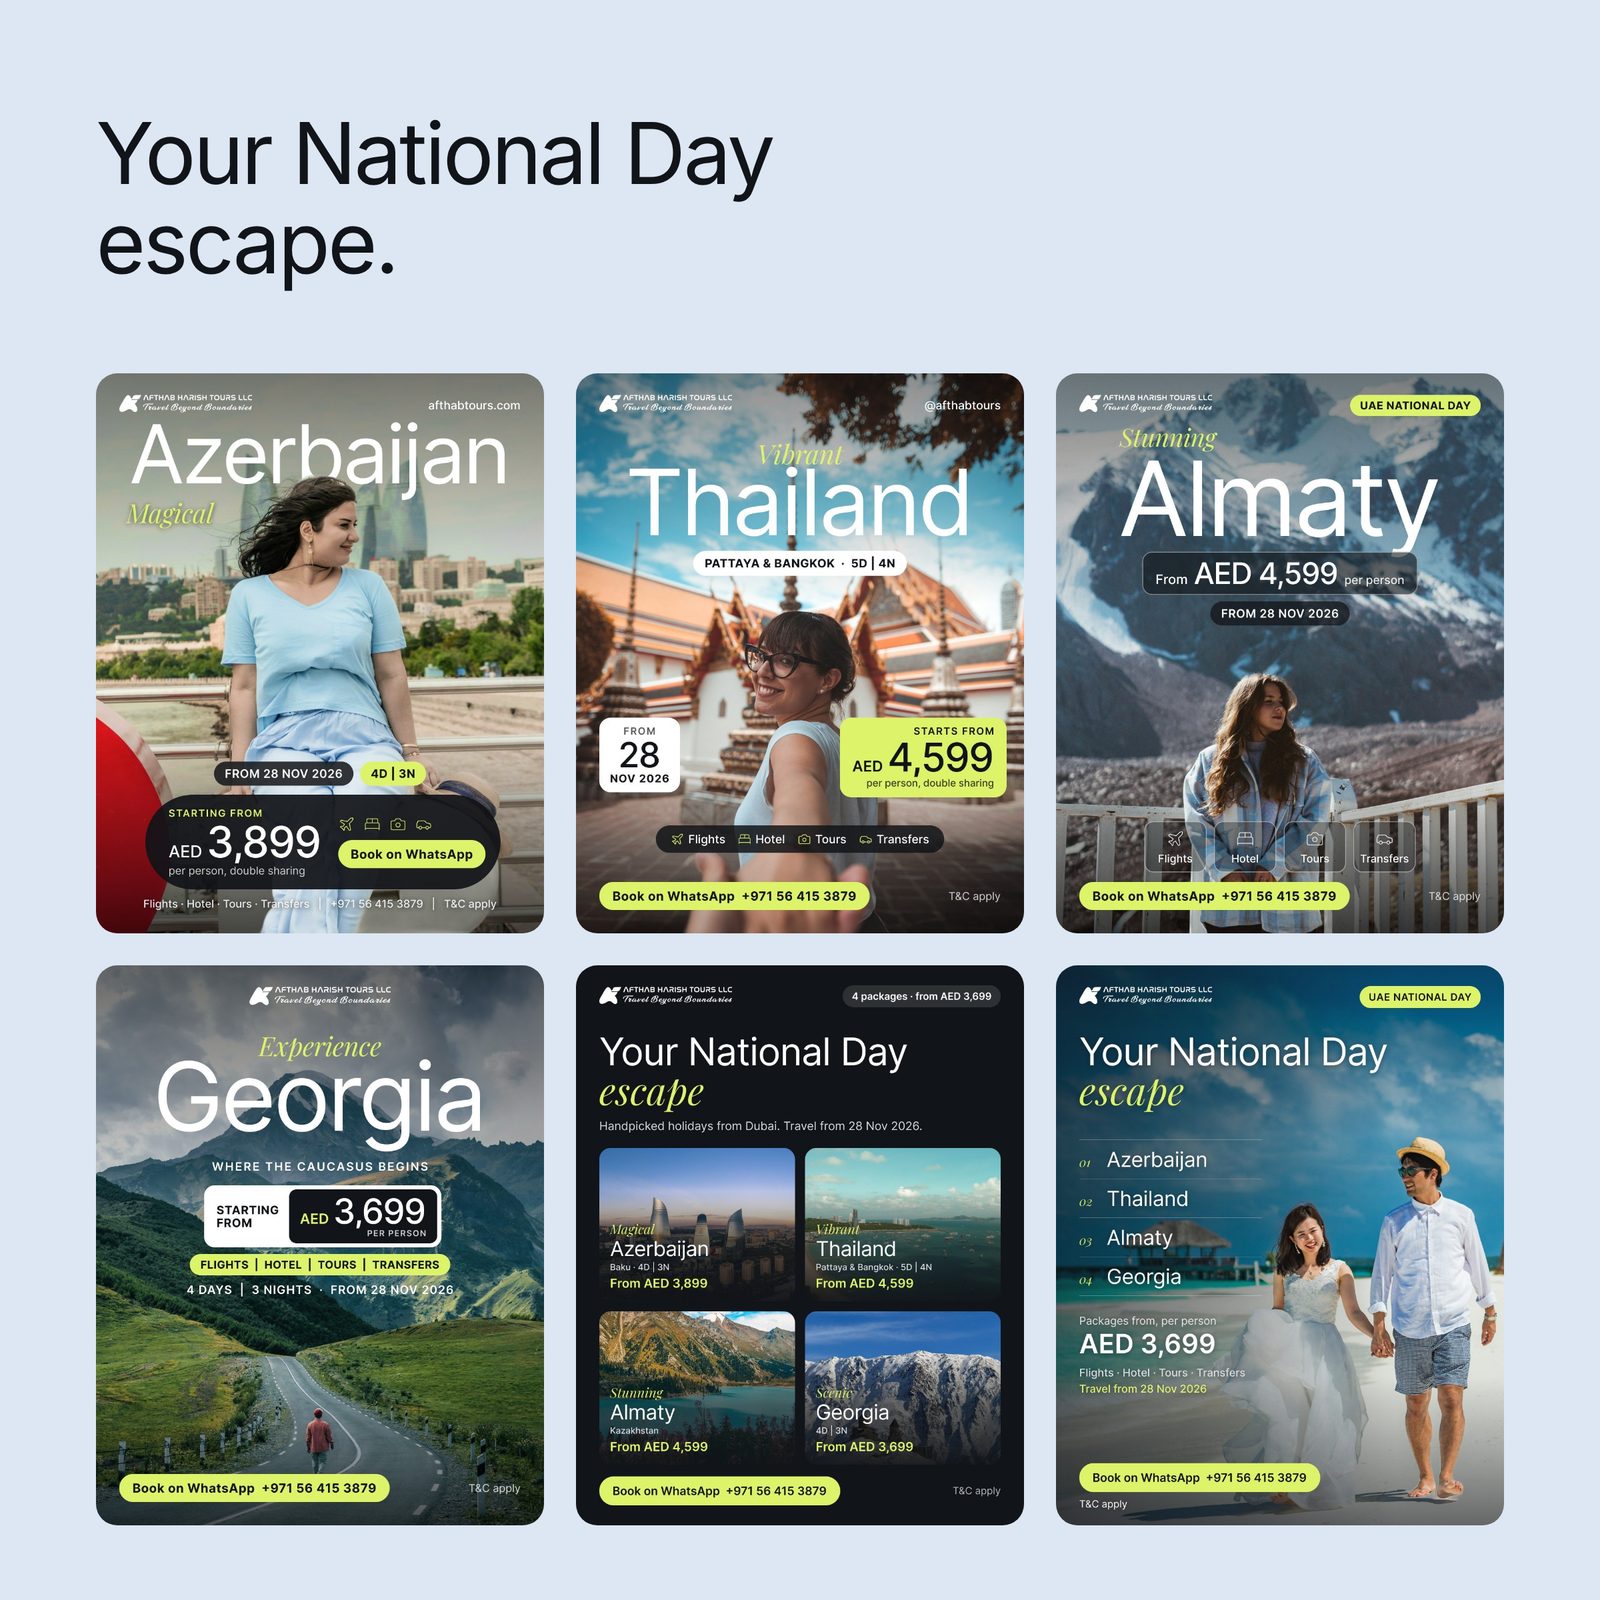 Your National Day
escape.
AFTHAB HARISH TOURS LLC
Travel Beyond Boundaries
afthabtours.com
Azerbaijan
Magical
FROM 28 NOV 2026
4D | 3N
STARTING FROM
AED 3,899
per person, double sharing
Book on WhatsApp
Flights · Hotel · Tours · Transfers | +971 56 415 3879 | T&C apply
AFTHAB HARISH TOURS LLC
Travel Beyond Boundaries
@afthabtours
Vibrant
Thailand
PATTAYA & BANGKOK · 5D | 4N
FROM
28
NOV 2026
STARTS FROM
AED 4,599
per person, double sharing
Flights Hotel Tours Transfers
Book on WhatsApp +971 56 415 3879
T&C apply
AFTHAB HARISH TOURS LLC
Travel Beyond Boundaries
UAE NATIONAL DAY
Stunning
Almaty
From AED 4,599 per person
FROM 28 NOV 2026
Flights Hotel Tours Transfers
Book on WhatsApp +971 56 415 3879
T&C apply
AFTHAB HARISH TOURS LLC
Travel Beyond Boundaries
Experience
Georgia
WHERE THE CAUCASUS BEGINS
STARTING
FROM
AED 3,699
PER PERSON
FLIGHTS | HOTEL | TOURS | TRANSFERS
4 DAYS | 3 NIGHTS · FROM 28 NOV 2026
Book on WhatsApp +971 56 415 3879
T&C apply
AFTHAB HARISH TOURS LLC
Travel Beyond Boundaries
4 packages · from AED 3,699
Your National Day
escape
Handpicked holidays from Dubai. Travel from 28 Nov 2026.
Magical
Azerbaijan
Baku · 4D | 3N
From AED 3,899
Vibrant
Thailand
Pattaya & Bangkok · 5D | 4N
From AED 4,599
Stunning
Almaty
Kazakhstan
From AED 4,599
Scenic
Georgia
4D | 3N
From AED 3,699
Book on WhatsApp +971 56 415 3879
T&C apply
AFTHAB HARISH TOURS LLC
Travel Beyond Boundaries
UAE NATIONAL DAY
Your National Day
escape
01 Azerbaijan
02 Thailand
03 Almaty
04 Georgia
Packages from, per person
AED 3,699
Flights · Hotel · Tours · Transfers
Travel from 28 Nov 2026
Book on WhatsApp +971 56 415 3879
T&C apply